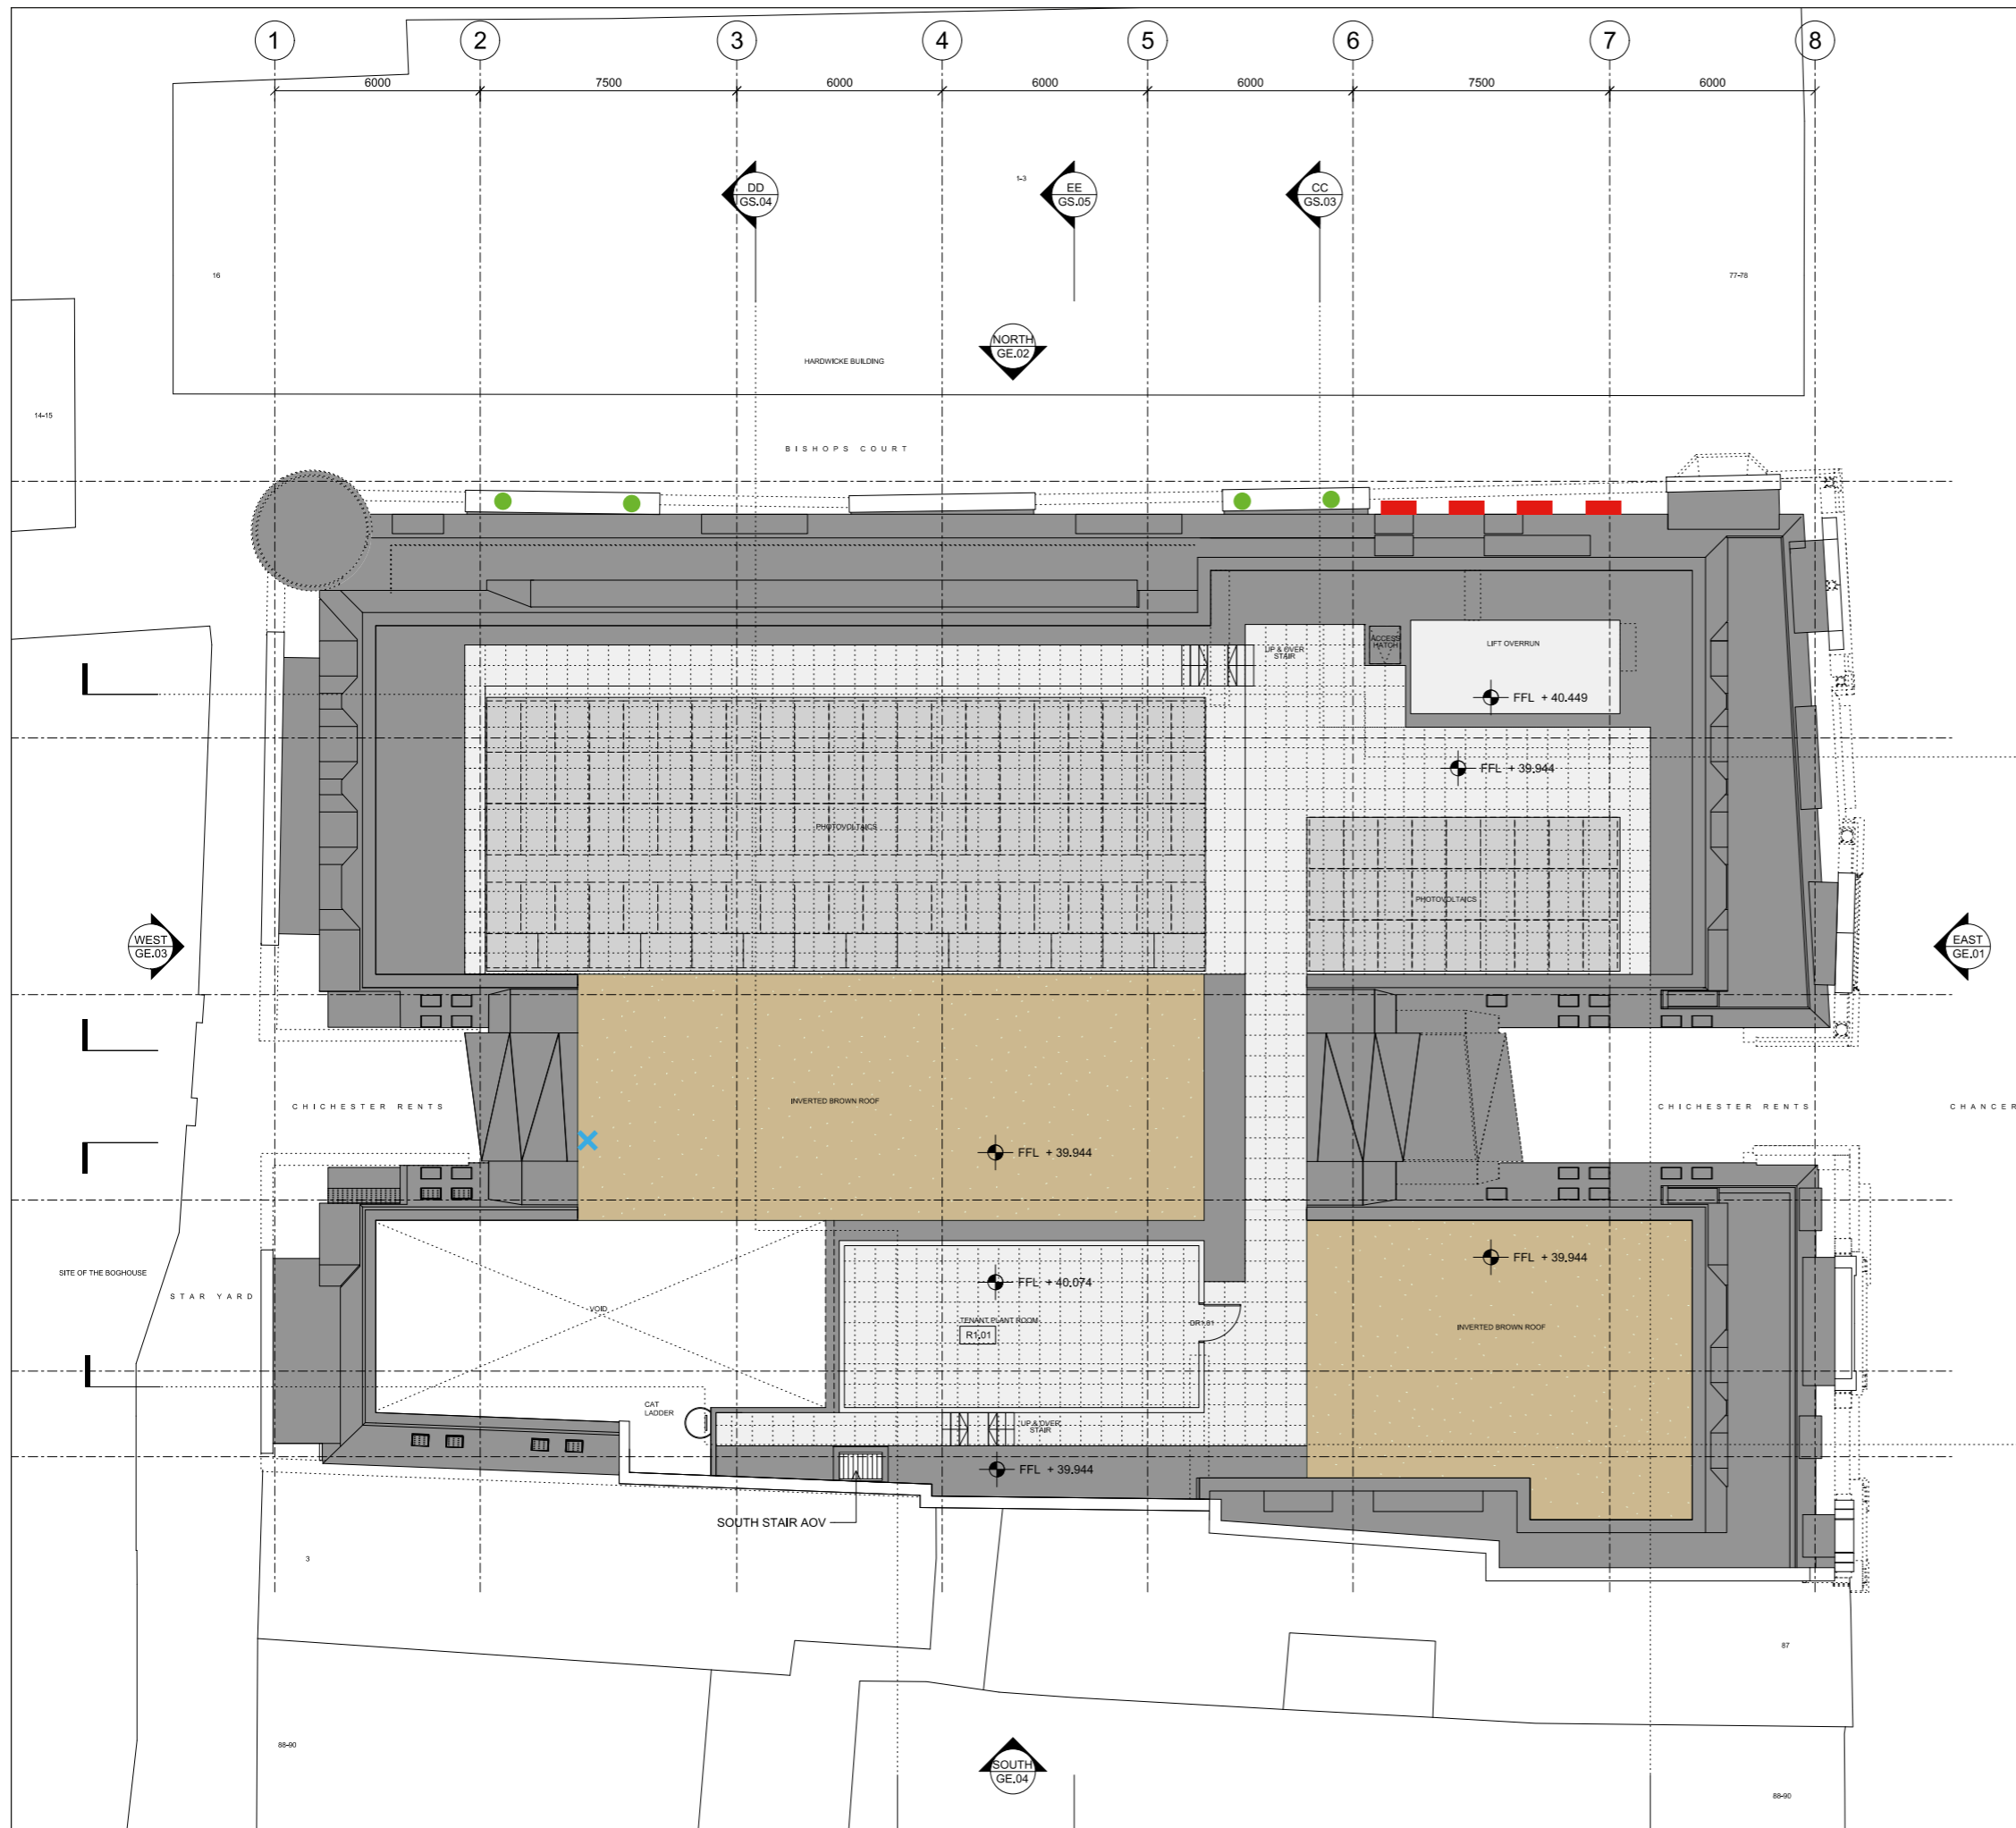 1 2 3 4 5 6 7 8
6000 7500 6000 6000 6000 7500 6000
DD
GS.04
1-3
EE
GS.05
CC
GS.03
16
77-78
NORTH
GE.02
HARDWICKE BUILDING
14-15
BISHOPS COURT
UP & OVER
STAIR
ACCESS
HATCH
LIFT OVERRUN
FFL + 40.449
FFL + 39.944
PHOTOVOLTAICS
PHOTOVOLTAICS
WEST
GE.03
EAST
GE.01
CHICHESTER RENTS
INVERTED BROWN ROOF
CHICHESTER RENTS
CHANCER
FFL + 39.944
FFL + 39.944
SITE OF THE BOGHOUSE
STAR YARD
FFL + 40.074
VOID
TENANT PLANT ROOM
R1.01
DR1.01
INVERTED BROWN ROOF
CAT
LADDER
UP & OVER
STAIR
FFL + 39.944
SOUTH STAIR AOV
3
87
88-90
SOUTH
GE.04
88-90